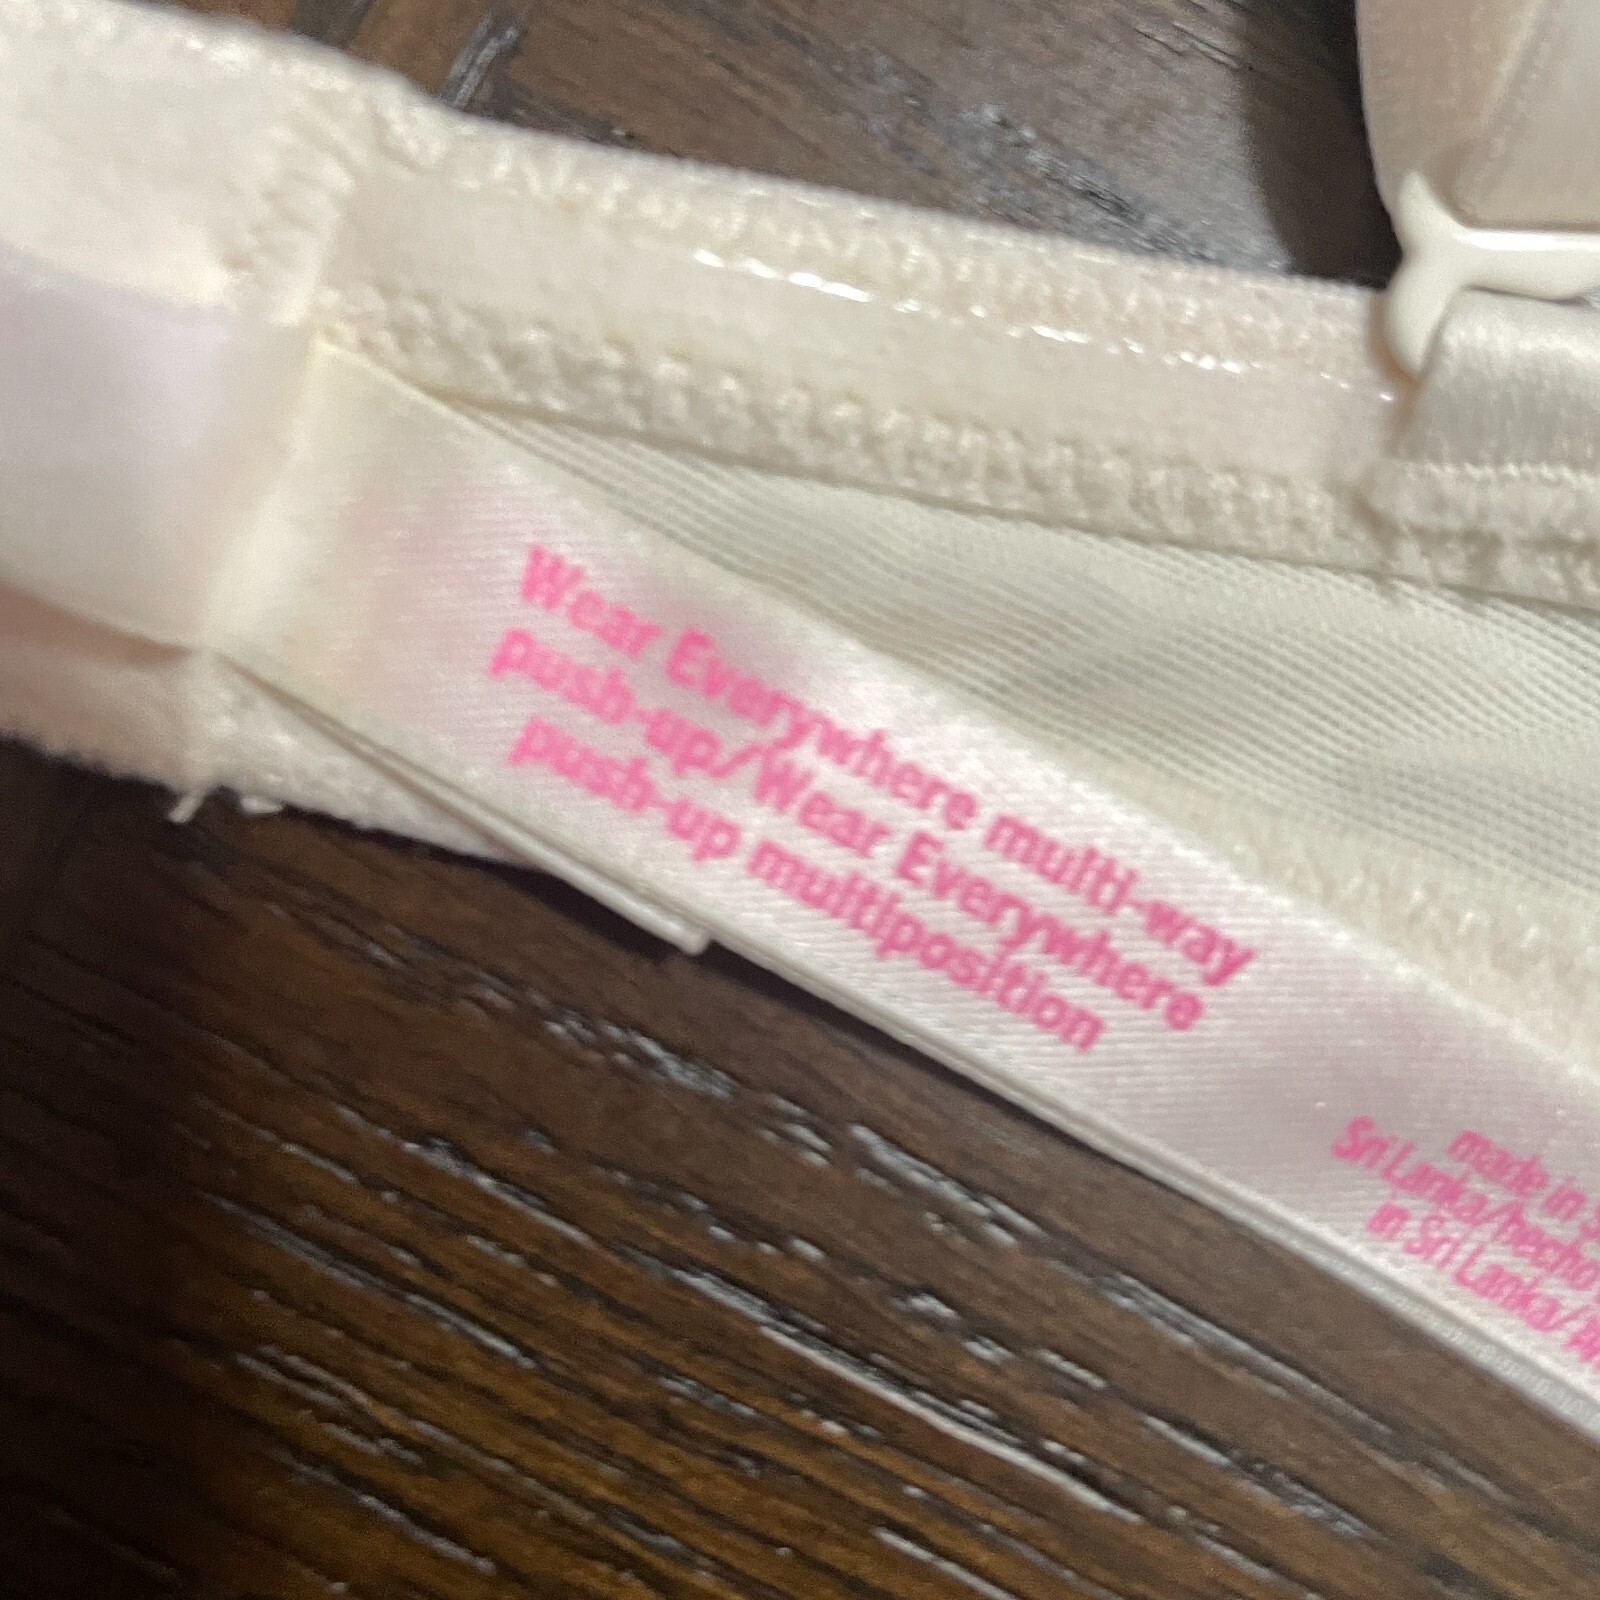 Wear Everywhere multi-way
push-up/Wear Everywhere
push-up multiposition
made in
Sri Lanka/hecho
in Sri Lanka/